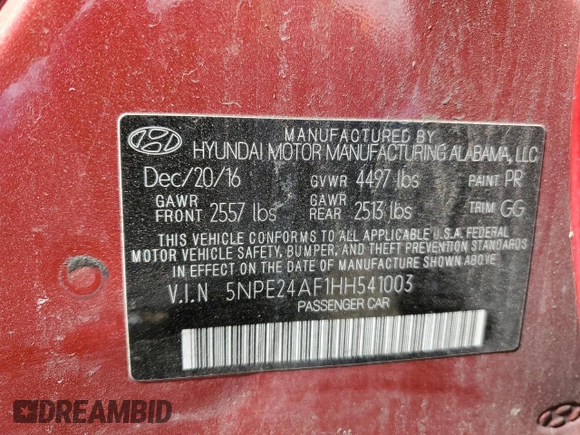 MANUFACTURED BY
HYUNDAI MOTOR MANUFACTURING ALABAMA, LLC
Dec/20/16 GVWR 4497 lbs PAINT PR
GAWR FRONT 2557 lbs GAWR REAR 2513 lbs TRIM GG
THIS VEHICLE CONFORMS TO ALL APPLICABLE U.S.A. FEDERAL
MOTOR VEHICLE SAFETY, BUMPER, AND THEFT PREVENTION STANDARDS
IN EFFECT ON THE DATE OF MANUFACTURE SHOWN ABOVE
V.I.N 5NPE24AF1HH541003
PASSENGER CAR
DREAMBID